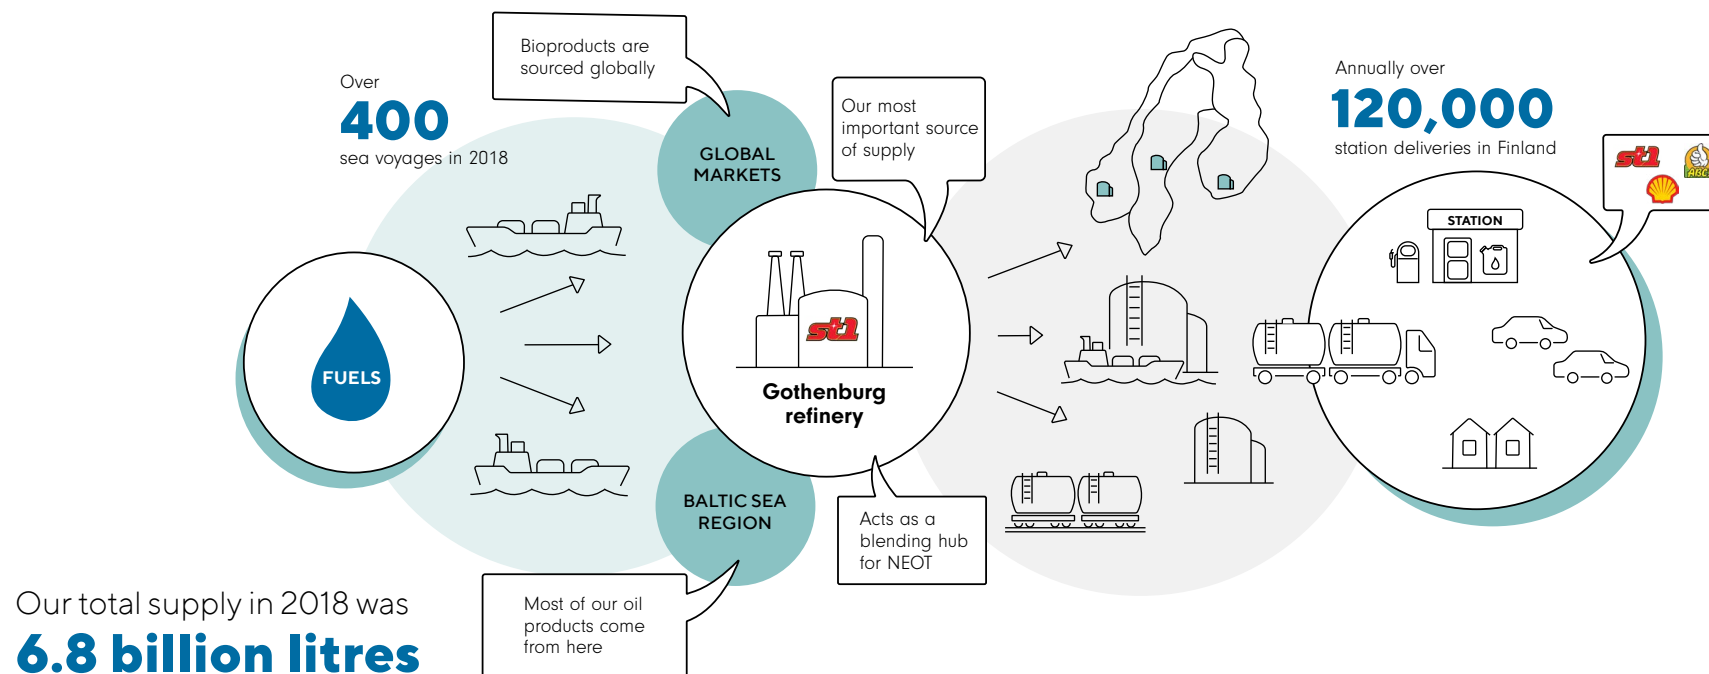 Bioproducts are
sourced globally
Over
400
sea voyages in 2018
GLOBAL
MARKETS
Our most
important source
of supply
Annually over
120,000
station deliveries in Finland
st1
ABC
STATION
FUELS
st1
Gothenburg
refinery
BALTIC SEA
REGION
Acts as a
blending hub
for NEOT
Most of our oil
products come
from here
Our total supply in 2018 was
6.8 billion litres